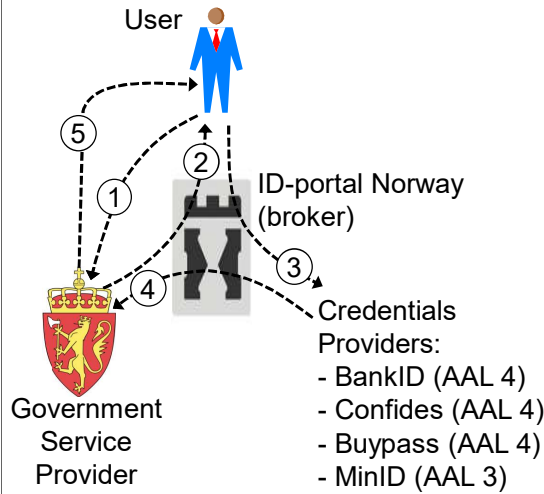 User
5
2
1
ID-portal Norway
(broker)
3
4
Credentials
Providers:
- BankID (AAL 4)
- Confides (AAL 4)
- Buypass (AAL 4)
- MinID (AAL 3)
Government
Service
Provider